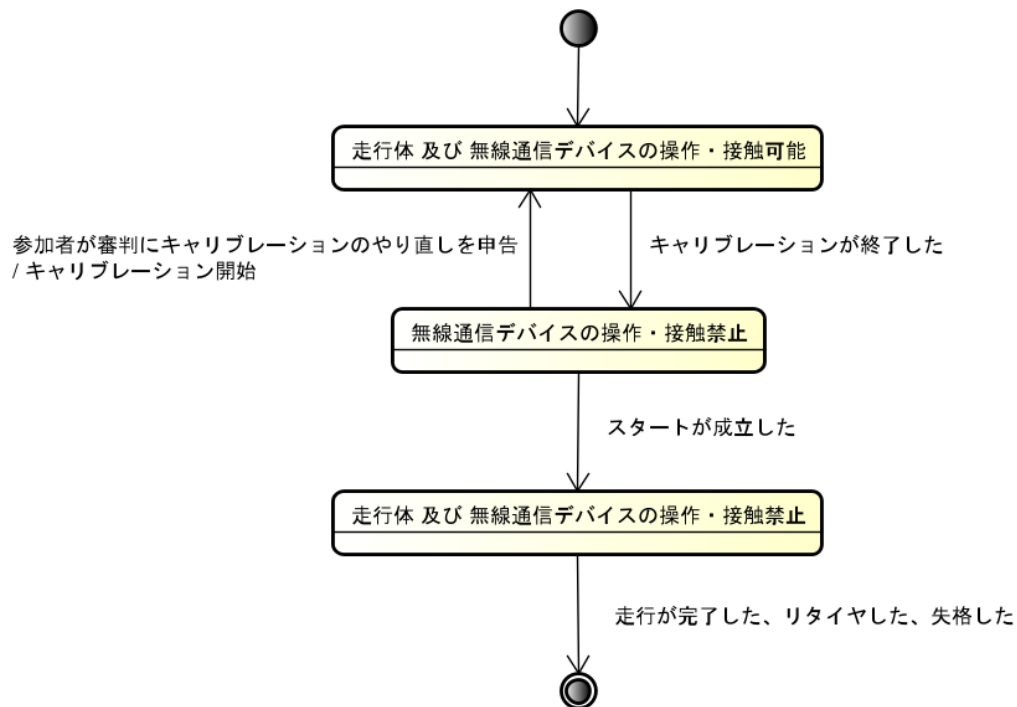 走行体 及び 無線通信デバイスの操作・接触可能
参加者が審判にキャリブレーションのやり直しを申告
/ キャリブレーション開始
キャリブレーションが終了した
無線通信デバイスの操作・接触禁止
スタートが成立した
走行体 及び 無線通信デバイスの操作・接触禁止
走行が完了した、リタイヤした、失格した